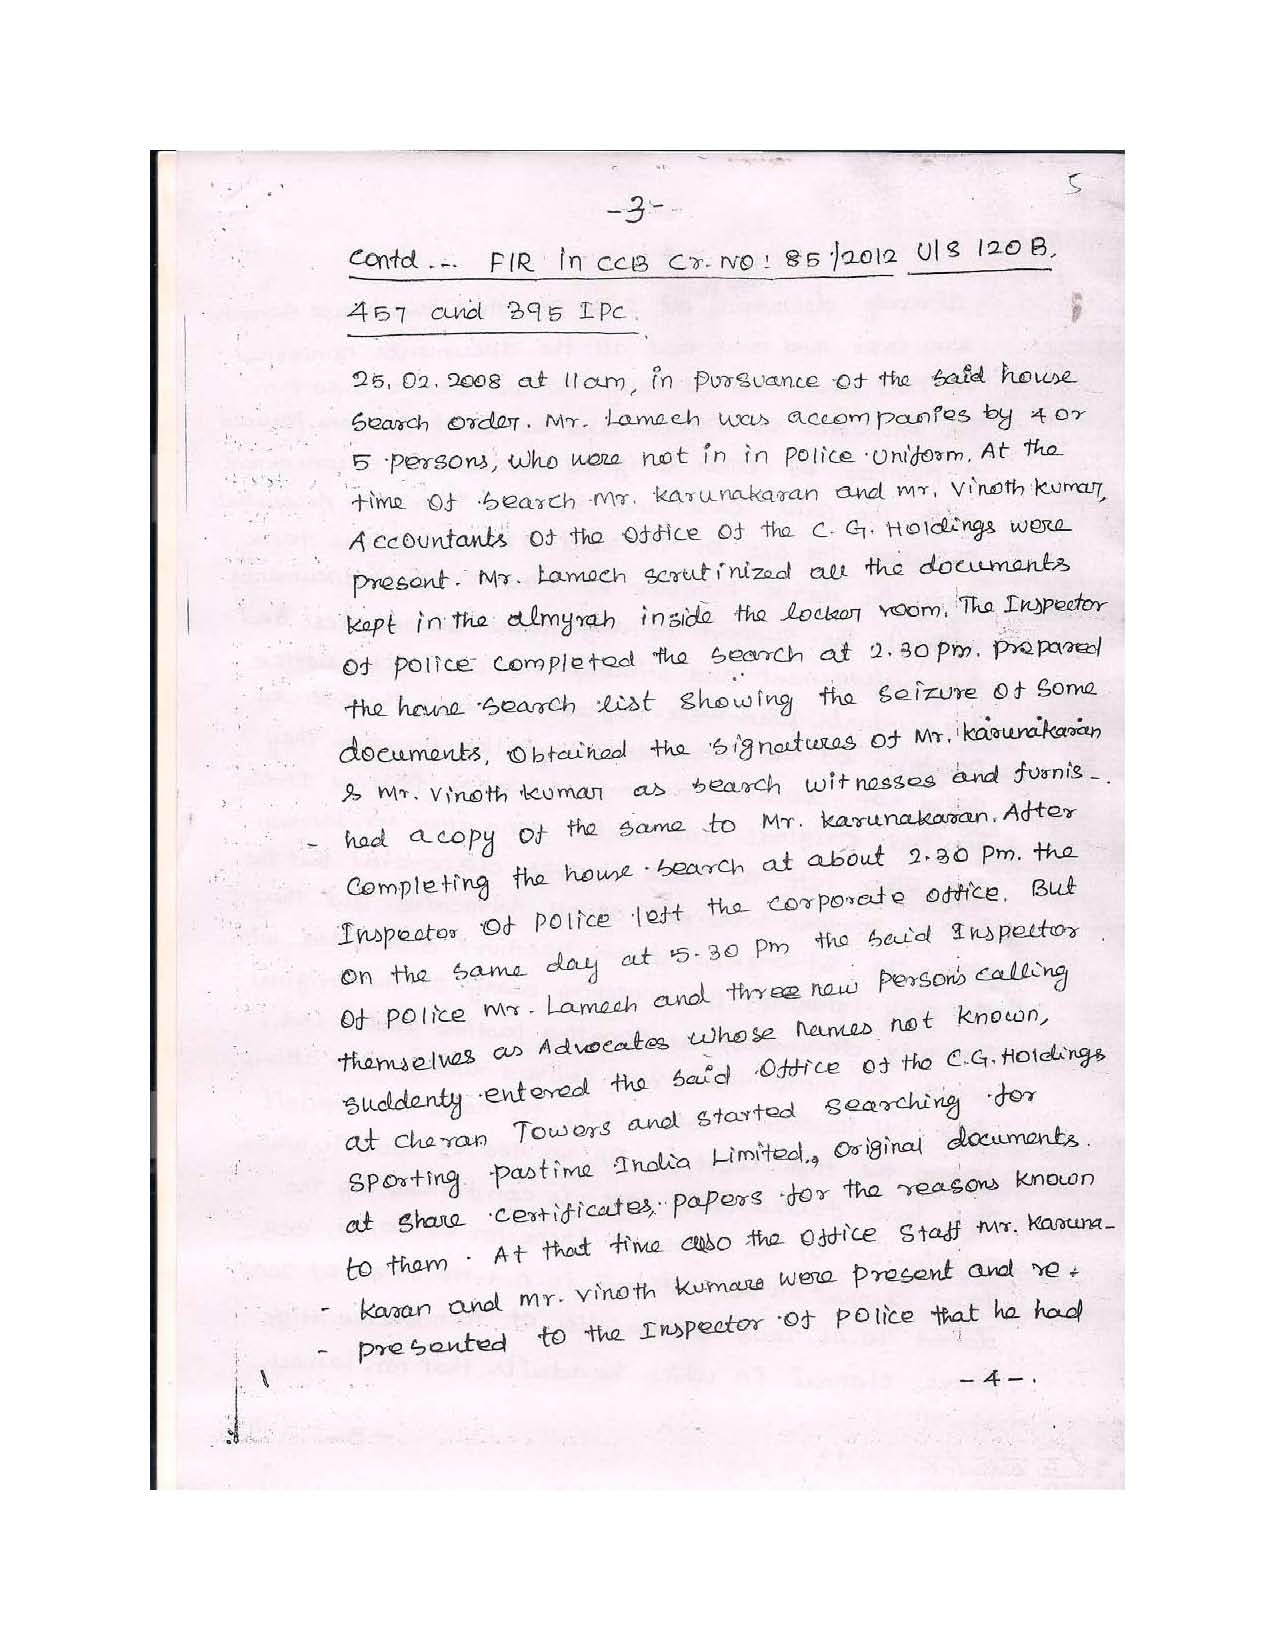 5
-3-
Contd... FIR in CCB Cr. NO: 85/2012 U/S 120 B,
457 and 395 IPC.
25.02.2008 at 11am, in pursuance of the said house
search order. Mr. Lamech was accompanies by 4 or
5 persons, who were not in in police uniform. At the
time of search Mr. Karunakaran and Mr. Vinoth Kumar,
Accountants of the office of the C. G. Holdings were
present. Mr. Lamech scrutinized all the documents
kept in the almyrah inside the locker room. The Inspector
of police completed the search at 2.30 pm. prepared
the house search list showing the seizure of some
documents, obtained the signatures of Mr. Karunakaran
& Mr. Vinoth Kumar as search witnesses and furnis-
- hed a copy of the same to Mr. Karunakaran. After
completing the house search at about 2.30 pm. the
Inspector of police left the corporate office. But
on the same day at 5.30 pm the said Inspector
of police Mr. Lamech and three new persons calling
themselves as Advocates whose names not known,
suddenty entered the said office of the C.G. Holdings
at Cheran Towers and started searching for
Sporting pastime India Limited., original documents.
at share certificates, papers for the reasons known
to them. At that time also the office staff Mr. Karuna-
- karan and Mr. Vinoth Kumar were present and re-
- presented to the Inspector of police that he had
-4-.